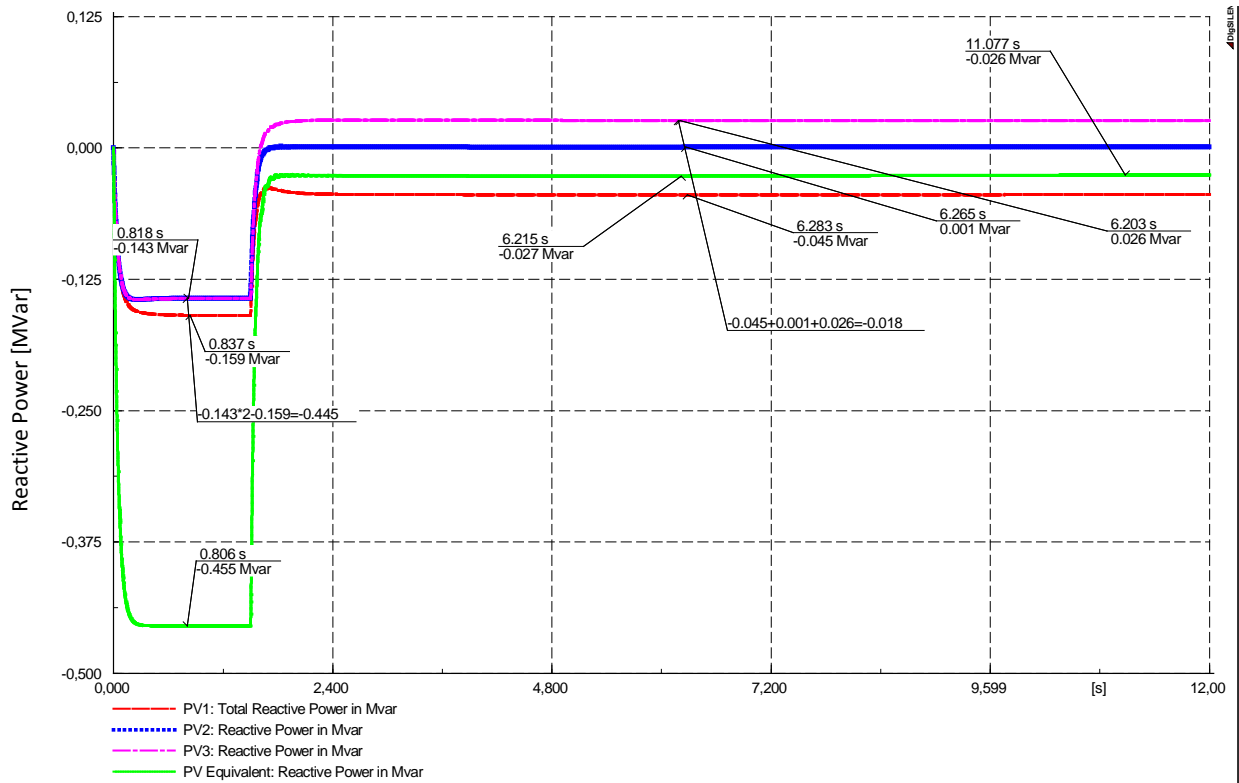 DIgSILEN
0,125
0,000
-0,125
-0,250
-0,375
-0,500
Reactive Power [MVar]
11.077 s
-0.026 Mvar
0.818 s
-0.143 Mvar
6.215 s
-0.027 Mvar
6.283 s
-0.045 Mvar
6.265 s
0.001 Mvar
6.203 s
0.026 Mvar
-0.045+0.001+0.026=-0.018
0.837 s
-0.159 Mvar
-0.143*2-0.159=-0.445
0.806 s
-0.455 Mvar
0,000 2,400 4,800 7,200 9,599 [s] 12,00
PV1: Total Reactive Power in Mvar
PV2: Reactive Power in Mvar
PV3: Reactive Power in Mvar
PV Equivalent: Reactive Power in Mvar